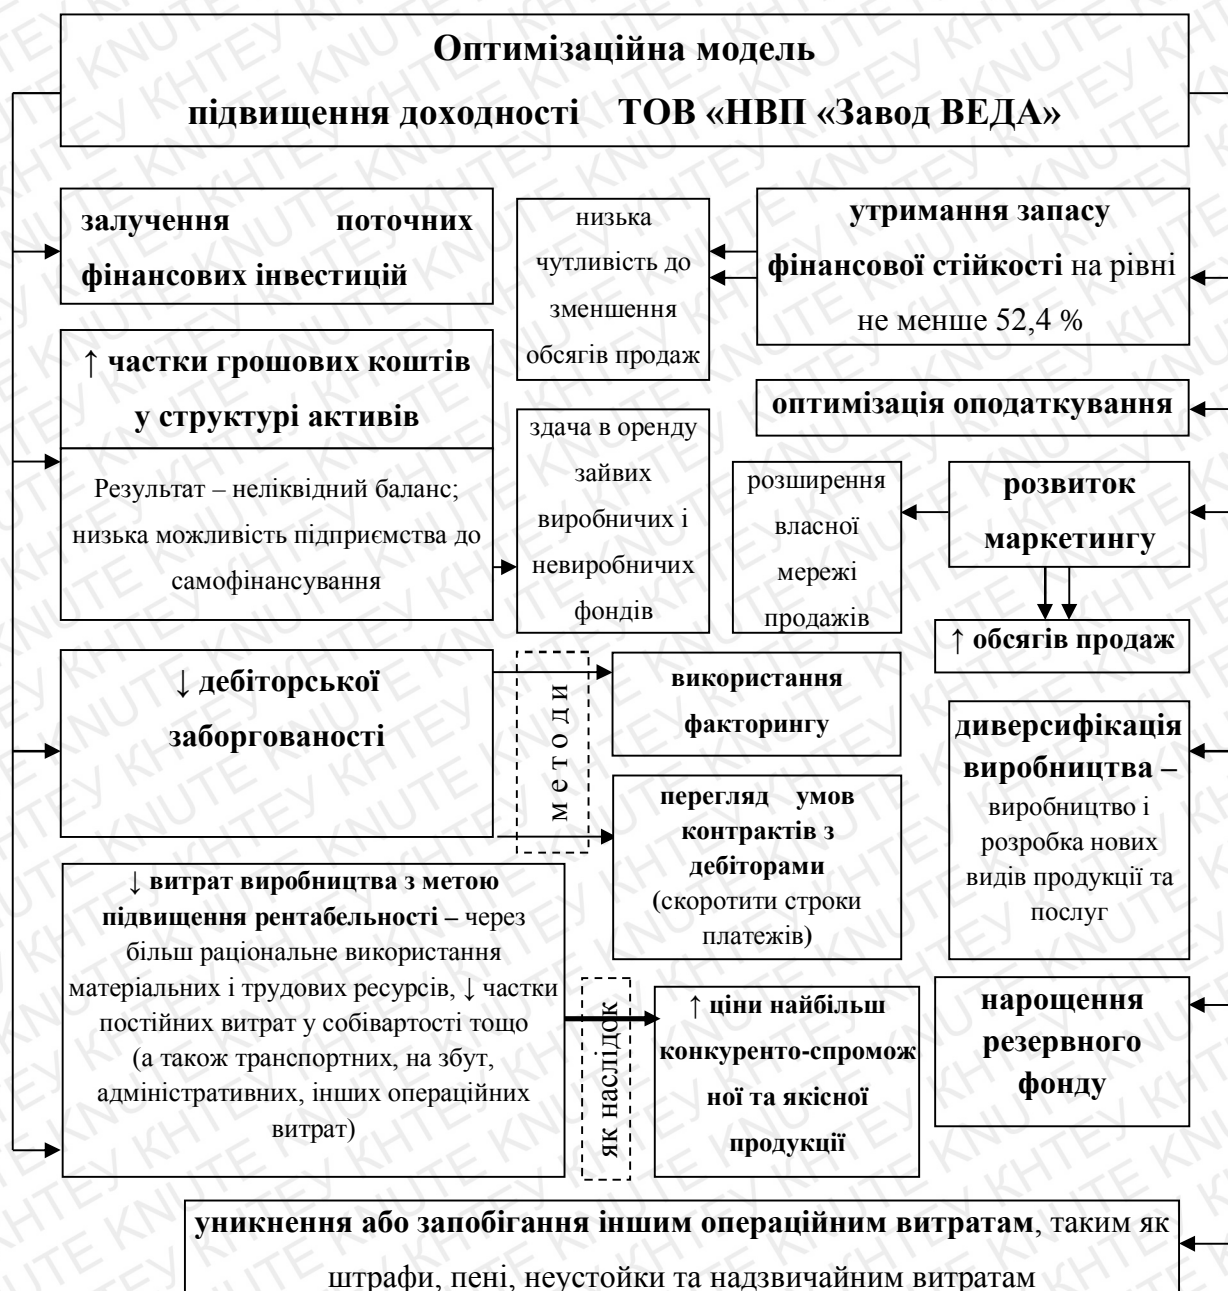 Оптимізаційна модель
підвищення доходності ТОВ «НВП «Завод ВЕДА»
залучення поточних
фінансових інвестицій
низька
чутливість до
зменшення
обсягів продаж
утримання запасу
фінансової стійкості на рівні
не менше 52,4 %
↑ частки грошових коштів
у структурі активів
Результат – неліквідний баланс;
низька можливість підприємства до
самофінансування
здача в оренду
зайвих
виробничих і
невиробничих
фондів
оптимізація оподаткування
розширення
власної
мережі
продажів
розвиток
маркетингу
↑ обсягів продаж
↓ дебіторської
заборгованості
методи
використання
факторингу
перегляд умов
контрактів з
дебіторами
(скоротити строки
платежів)
диверсифікація
виробництва –
виробництво і
розробка нових
видів продукції та
послуг
↓ витрат виробництва з метою
підвищення рентабельності – через
більш раціональне використання
матеріальних і трудових ресурсів, ↓ частки
постійних витрат у собівартості тощо
(а також транспортних, на збут,
адміністративних, інших операційних
витрат)
як наслідок
↑ ціни найбільш
конкуренто-спромож
ної та якісної
продукції
нарощення
резервного
фонду
уникнення або запобігання іншим операційним витратам, таким як
штрафи, пені, неустойки та надзвичайним витратам